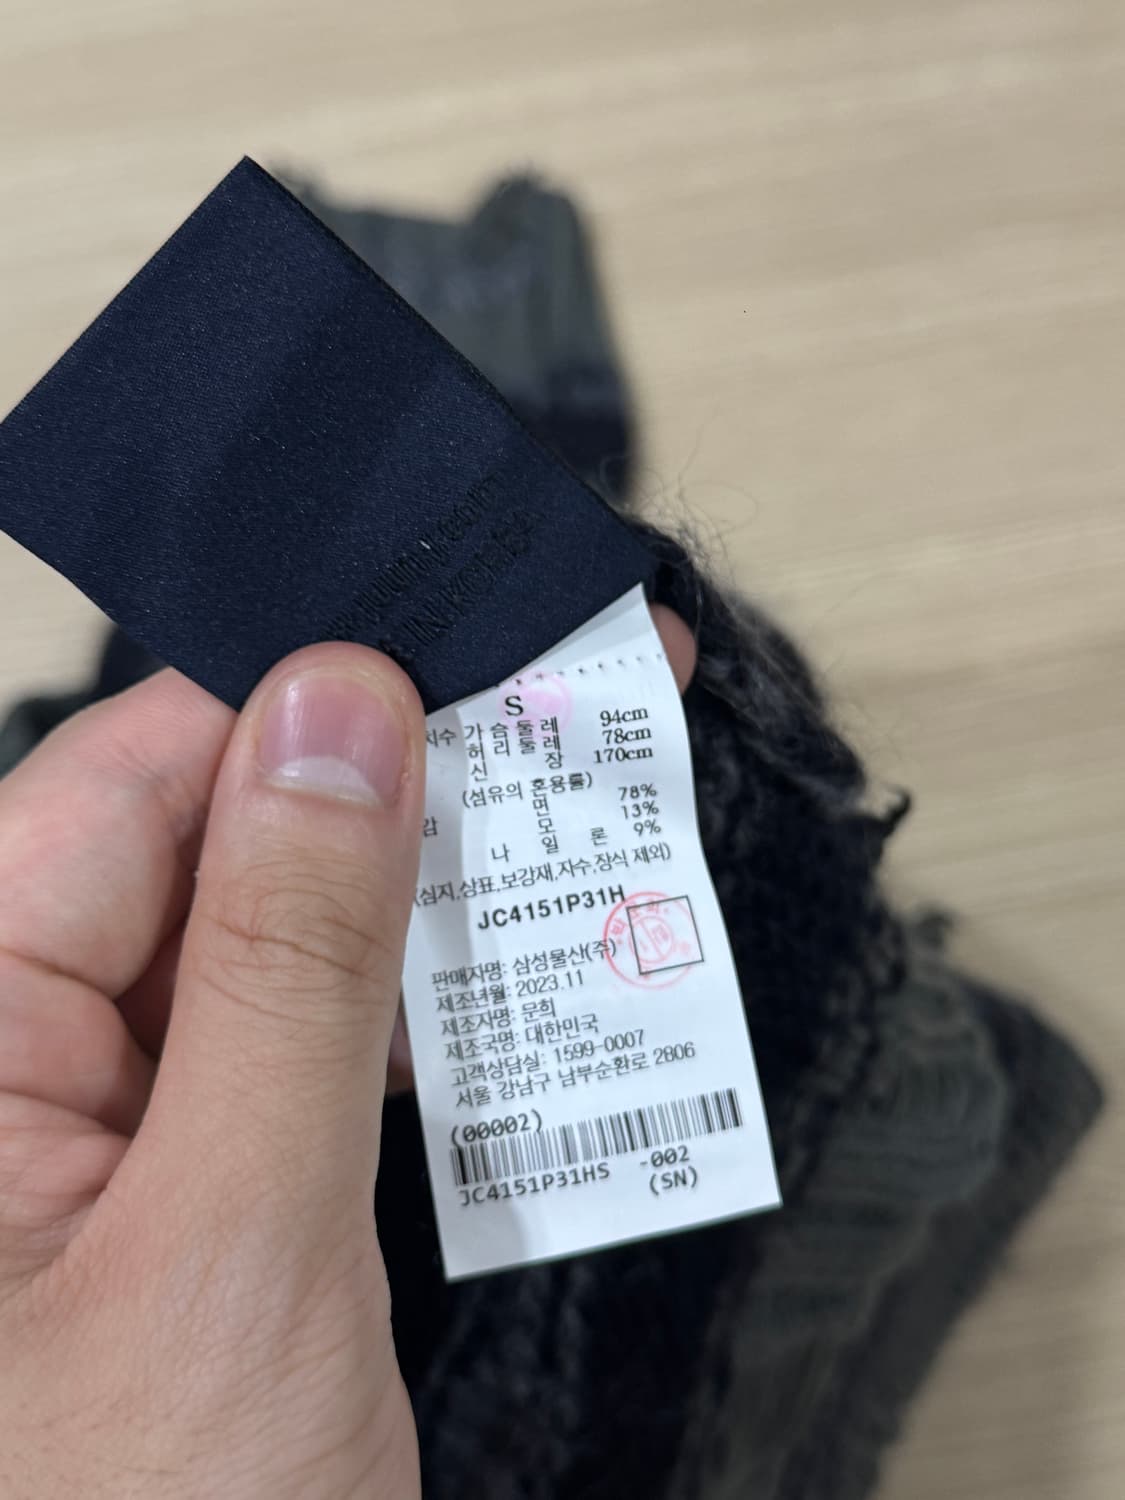 IN KOREA
S
치수 가슴둘레 94cm
허리둘레 78cm
신장 170cm
(섬유의 혼용률)
면 78%
감 모 13%
나일론 9%
(심지,상표,보강재,자수,장식 제외)
JC4151P31H
판매자명: 삼성물산(주)
제조년월: 2023.11
제조자명: 문희
제조국명: 대한민국
고객상담실: 1599-0007
서울 강남구 남부순환로 2806
(00002)
JC4151P31HS -002
(SN)